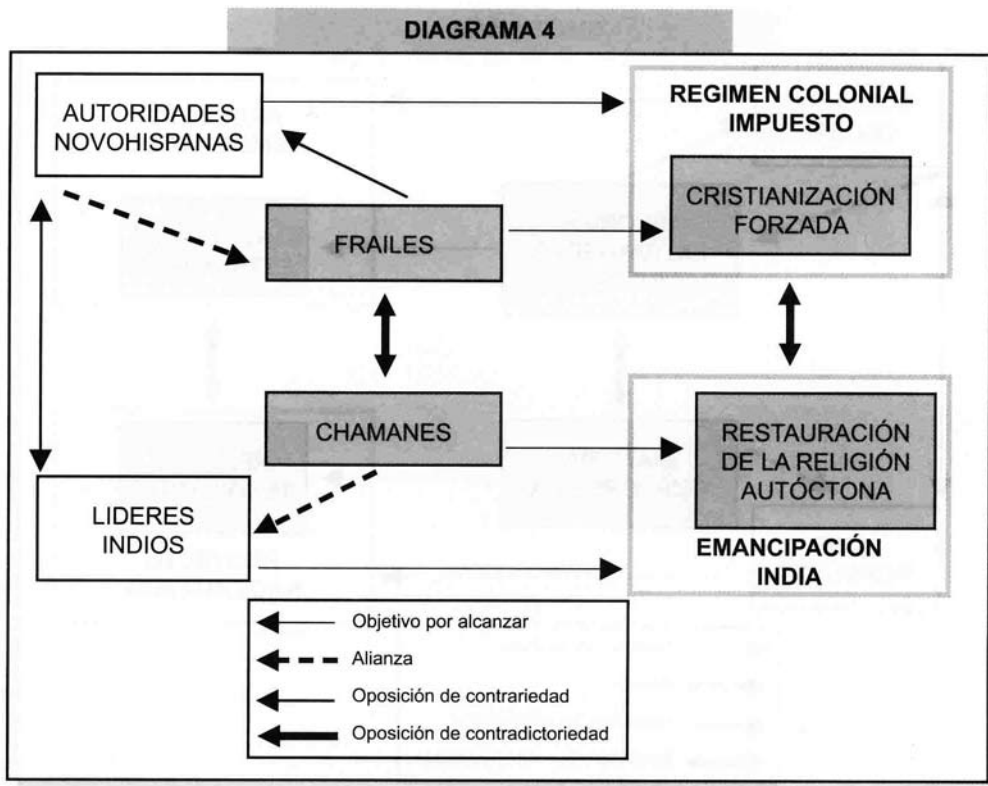 DIAGRAMA 4
AUTORIDADES
NOVOHISPANAS
REGIMEN COLONIAL
IMPUESTO
CRISTIANIZACIÓN
FORZADA
FRAILES
CHAMANES
RESTAURACIÓN
DE LA RELIGIÓN
AUTÓCTONA
LIDERES
INDIOS
EMANCIPACIÓN
INDIA
Objetivo por alcanzar
Alianza
Oposición de contrariedad
Oposición de contradictoriedad